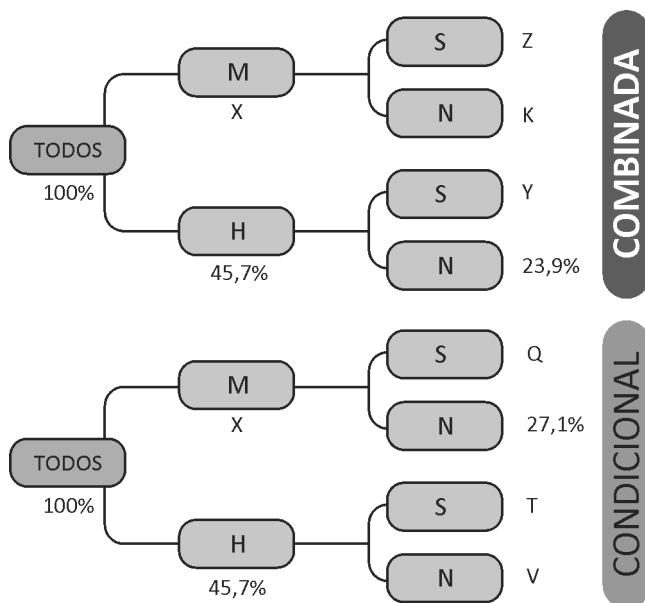 M
X
S Z
N K
TODOS
100%
H
45,7%
S Y
N 23,9%
COMBINADA
M
X
S Q
N 27,1%
TODOS
100%
H
45,7%
S T
N V
CONDICIONAL